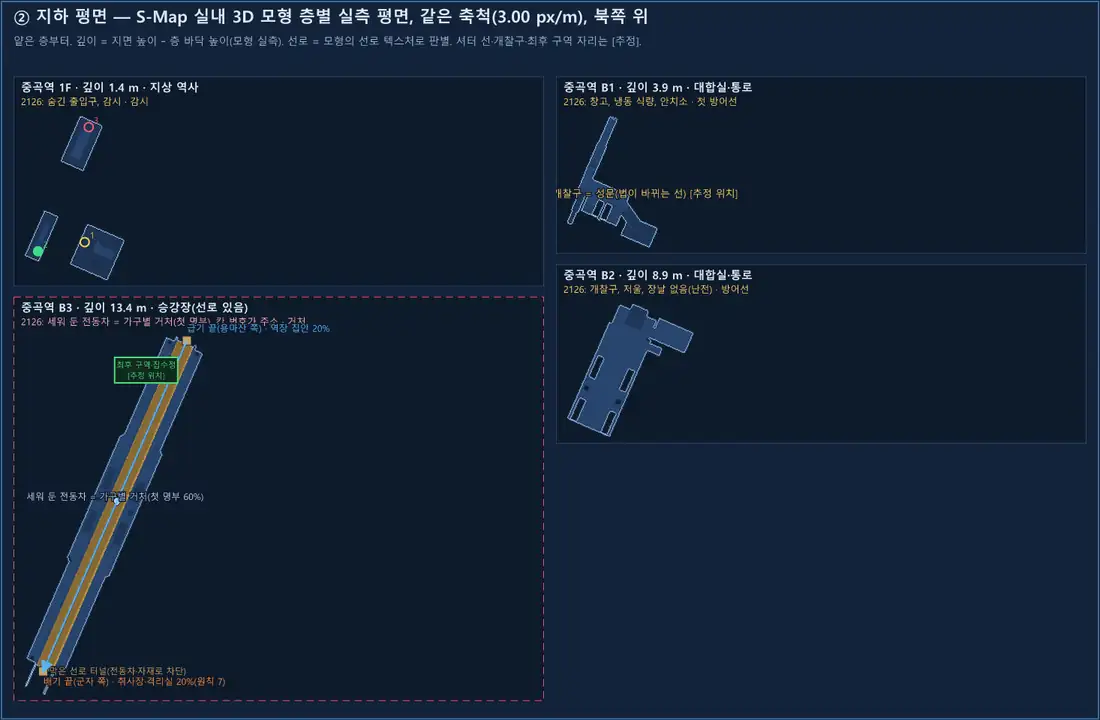 ② 지하 평면 — S-Map 실내 3D 모형 층별 실측 평면, 같은 축척(3.00 px/m), 북쪽 위
얕은 층부터. 깊이 = 지면 높이 − 층 바닥 높이(모형 실측). 선로 = 모형의 선로 텍스처로 판별. 셔터 선·개찰구·최후 구역 자리는 [추정].
중곡역 1F · 깊이 1.4 m · 지상 역사
2126: 숨긴 출입구, 감시 · 감시
1
중곡역 B1 · 깊이 3.9 m · 대합실·통로
2126: 창고, 냉동 식량, 안치소 · 첫 방어선
개찰구 = 성문(법이 바뀌는 선) [추정 위치]
중곡역 B2 · 깊이 8.9 m · 대합실·통로
2126: 개찰구, 저울, 장날 없음(난전) · 방어선
중곡역 B3 · 깊이 13.4 m · 승강장(선로 있음)
2126: 세워 둔 전동차 = 가구별 거처(첫 명부), 칸 번호가 주소 · 거처
급기 끝(용마산 쪽) · 역장 집안 20%
최후 구역·집수정
[추정 위치]
세워 둔 전동차 = 가구별 거처(첫 명부 60%)
막은 선로 터널(전동차·자재로 차단)
배기 끝(군자 쪽) · 취사장·격리실 20%(원칙 7)